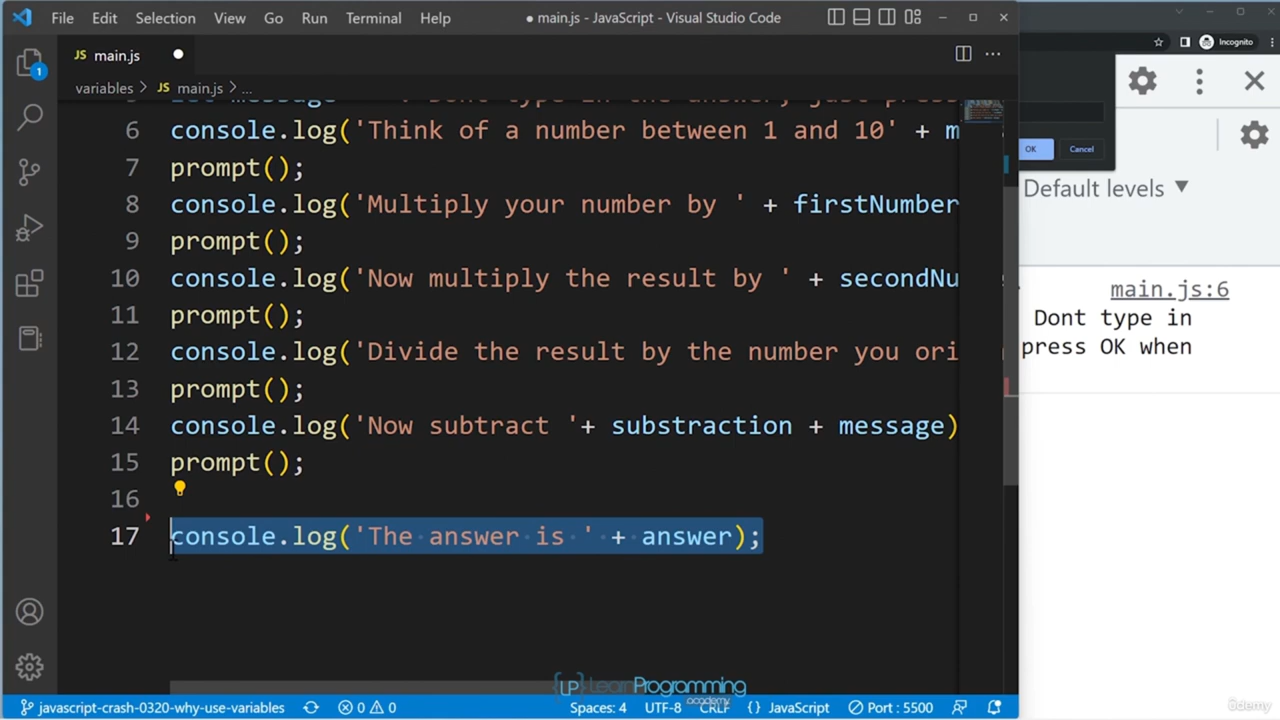 File Edit Selection View Go Run Terminal Help ● main.js - JavaScript - Visual Studio Code
JS main.js ●
variables > JS main.js > ...
6 console.log('Think of a number between 1 and 10' + m
7 prompt();
8 console.log('Multiply your number by ' + firstNumber
9 prompt();
10 console.log('Now multiply the result by ' + secondNu
11 prompt();
12 console.log('Divide the result by the number you ori
13 prompt();
14 console.log('Now subtract '+ substraction + message)
15 prompt();
16
17 console.log('The answer is ' + answer);
javascript-crash-0320-why-use-variables 0 0 Spaces: 4 UTF-8 CRLF {} JavaScript Port : 5500
1
Incognito
OK Cancel
Default levels ▼
main.js:6
Dont type in
press OK when
{LP} LearnProgramming
academy
ûdemy